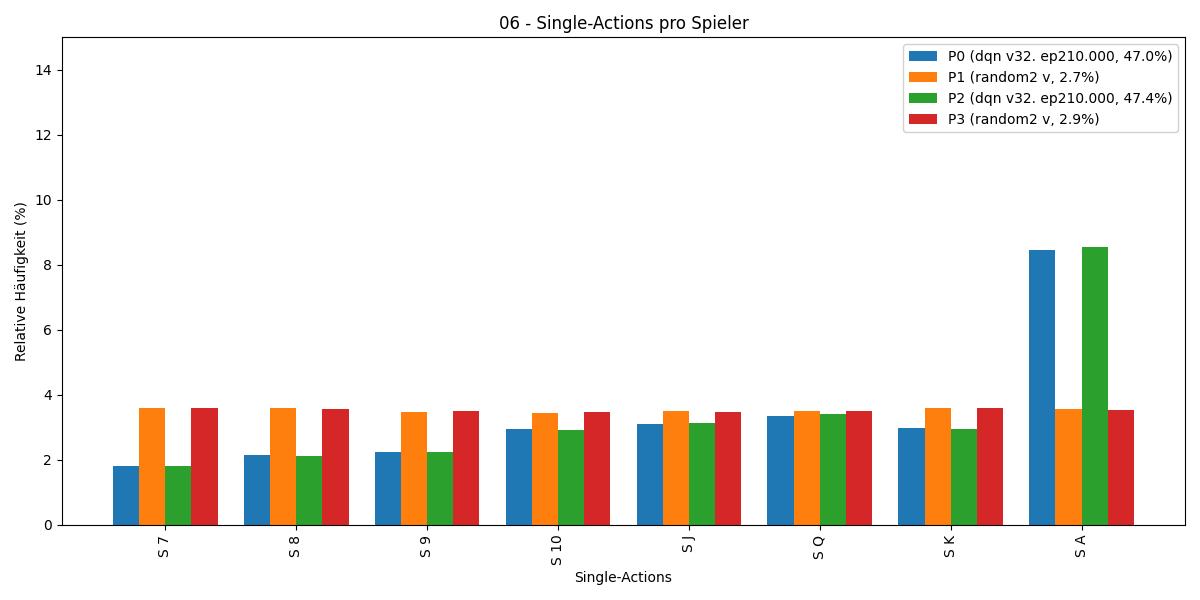 06 - Single-Actions pro Spieler
P0 (dqn v32. ep210.000, 47.0%)
P1 (random2 v, 2.7%)
P2 (dqn v32. ep210.000, 47.4%)
P3 (random2 v, 2.9%)
Relative Häufigkeit (%)
14
12
10
8
6
4
2
0
S 7
S 8
S 9
S 10
S J
S Q
S K
S A
Single-Actions